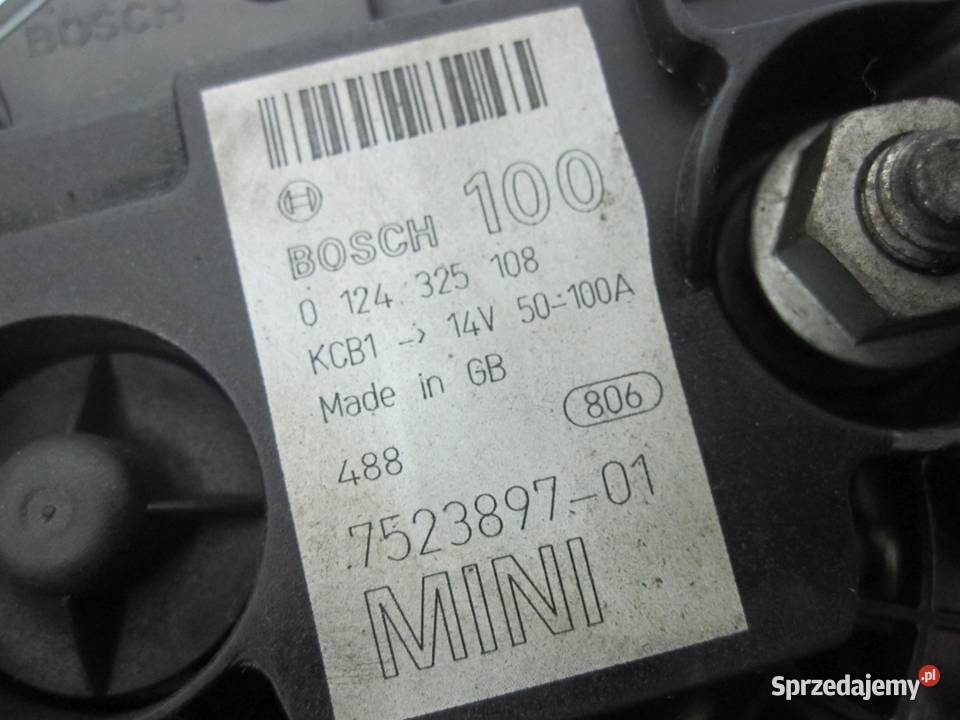 BOSCH
BOSCH 100
0 124 325 108
KCB1 -> 14V 50-100A
Made in GB
806
488
7523897-01
MINI
Sprzedajemy.pl